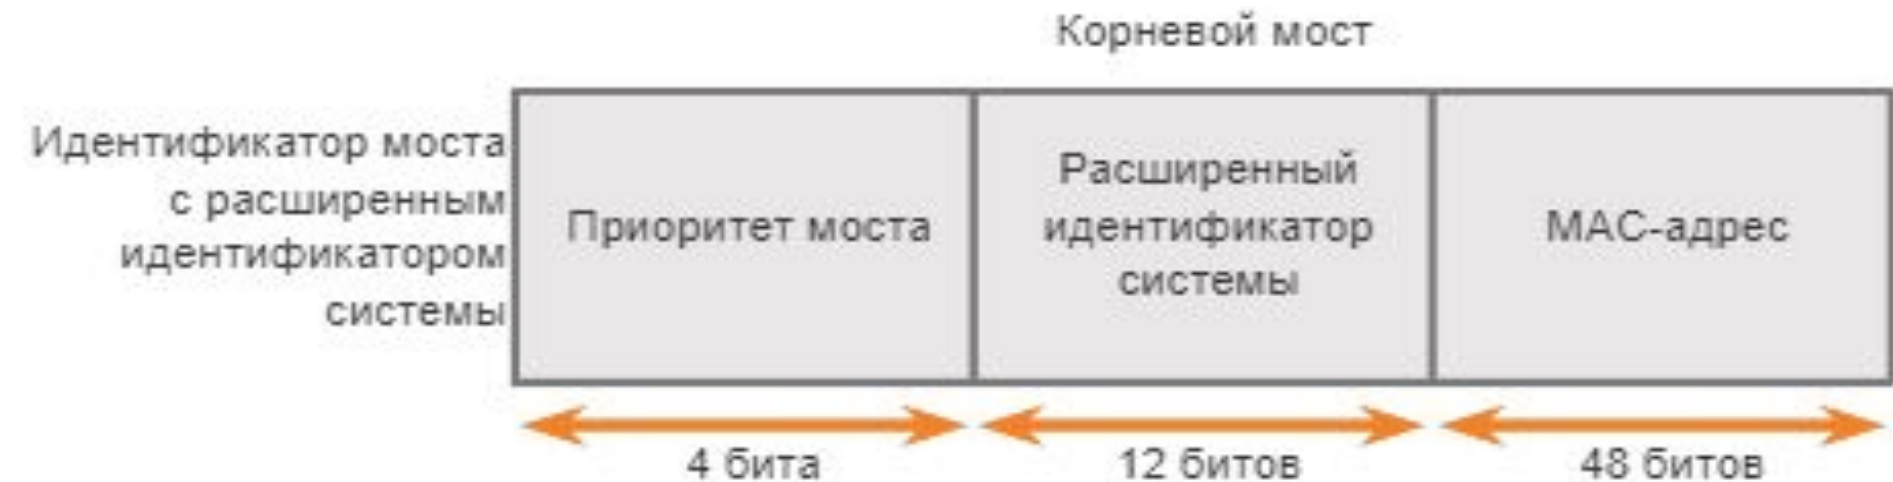 Корневой мост
Идентификатор моста
с расширенным
идентификатором
системы
Приоритет моста
Расширенный
идентификатор
системы
MAC-адрес
4 бита
12 битов
48 битов